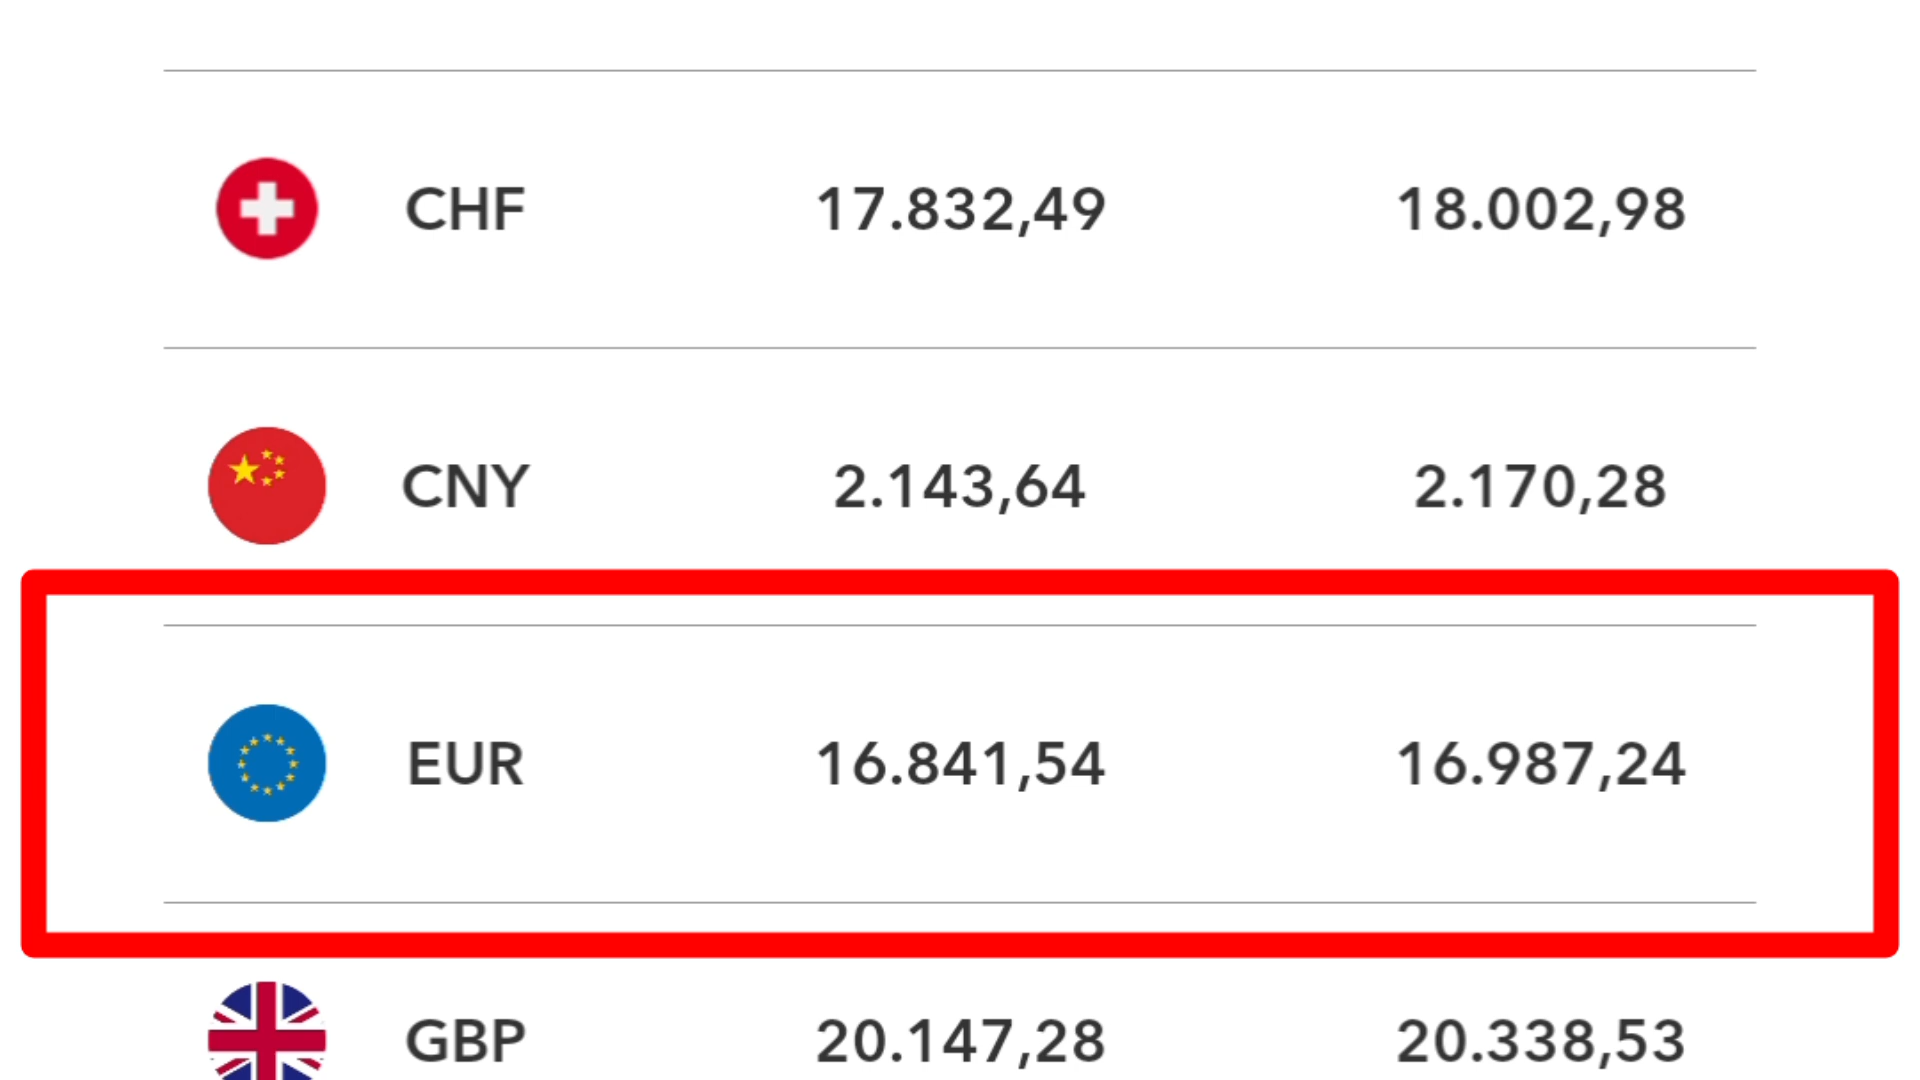 CHF 17.832,49 18.002,98
CNY 2.143,64 2.170,28
EUR 16.841,54 16.987,24
GBP 20.147,28 20.338,53